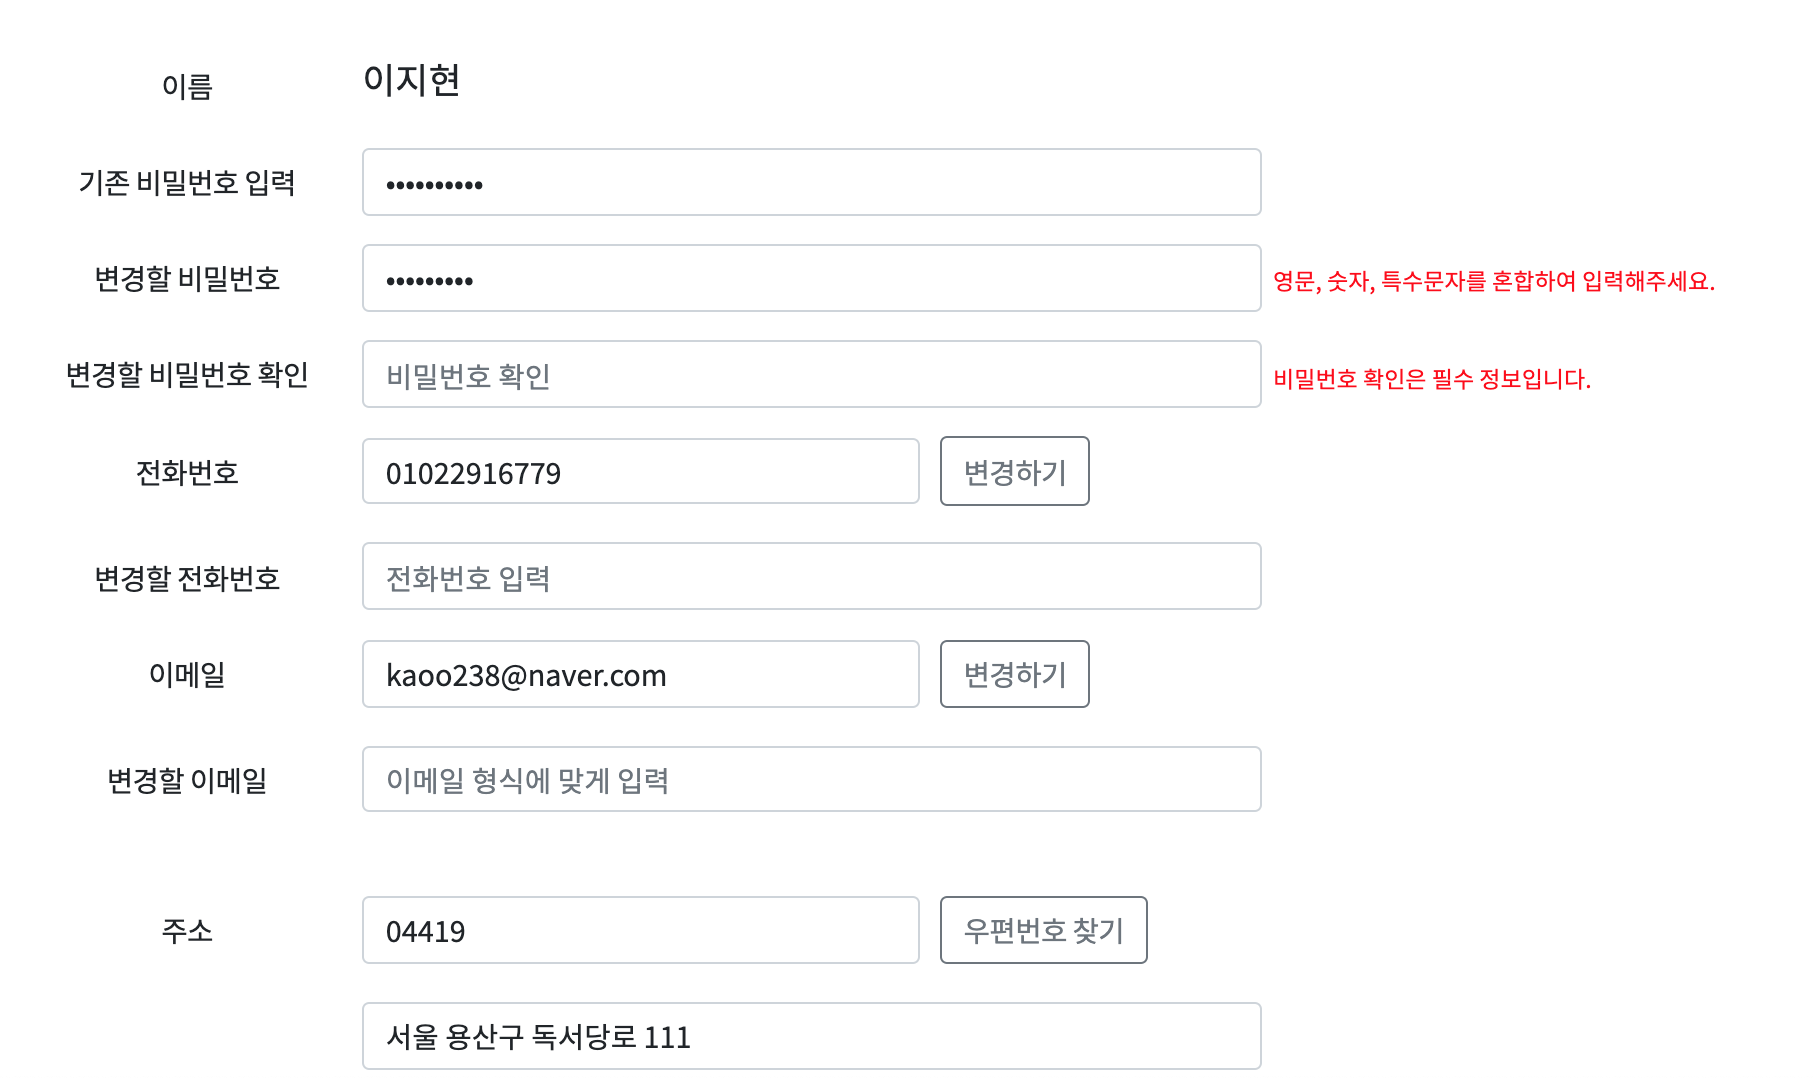 이름 이지현
기존 비밀번호 입력 ••••••••••
변경할 비밀번호 ••••••••• 영문, 숫자, 특수문자를 혼합하여 입력해주세요.
변경할 비밀번호 확인 비밀번호 확인 비밀번호 확인은 필수 정보입니다.
전화번호 01022916779 변경하기
변경할 전화번호 전화번호 입력
이메일 kaoo238@naver.com 변경하기
변경할 이메일 이메일 형식에 맞게 입력
주소 04419 우편번호 찾기
서울 용산구 독서당로 111